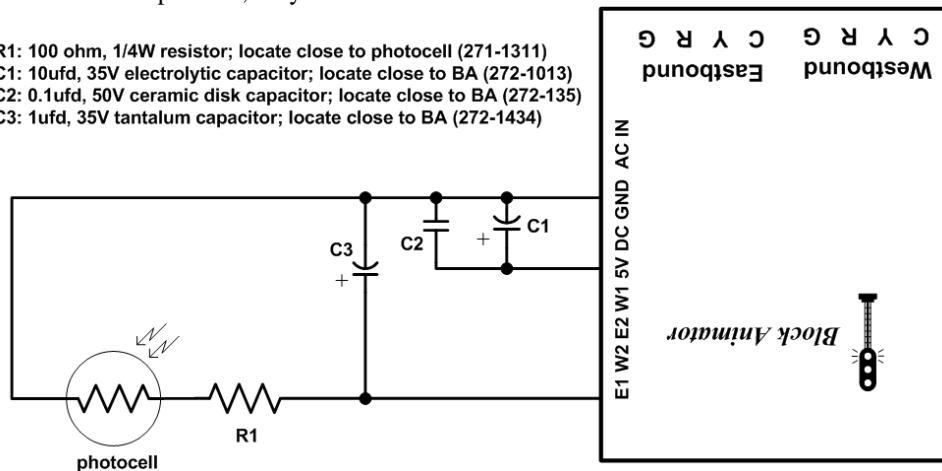 R1: 100 ohm, 1/4W resistor; locate close to photocell (271-1311)
C1: 10ufd, 35V electrolytic capacitor; locate close to BA (272-1013)
C2: 0.1ufd, 50V ceramic disk capacitor; locate close to BA (272-135)
C3: 1ufd, 35V tantalum capacitor; locate close to BA (272-1434)
G R Y C G R Y C
Eastbound Westbound
E1 W2 E2 W1 5V DC GND AC IN
C3
+
C2
+
C1
Block Animator
R1
photocell